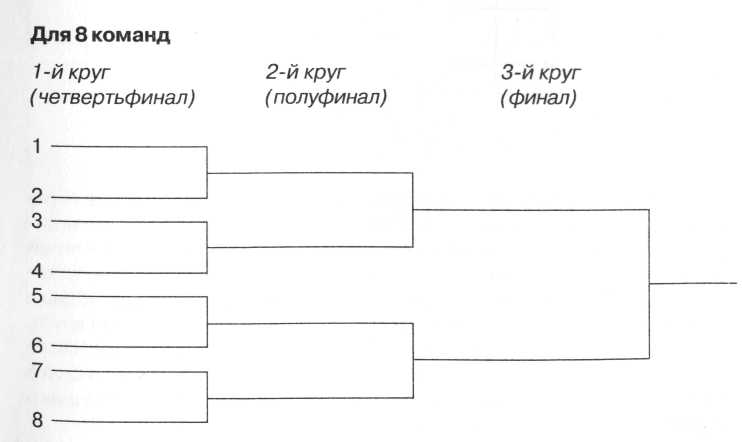 Для 8 команд
1-й круг
(четвертьфинал)
2-й круг
(полуфинал)
3-й круг
(финал)
1
2
3
4
5
6
7
8